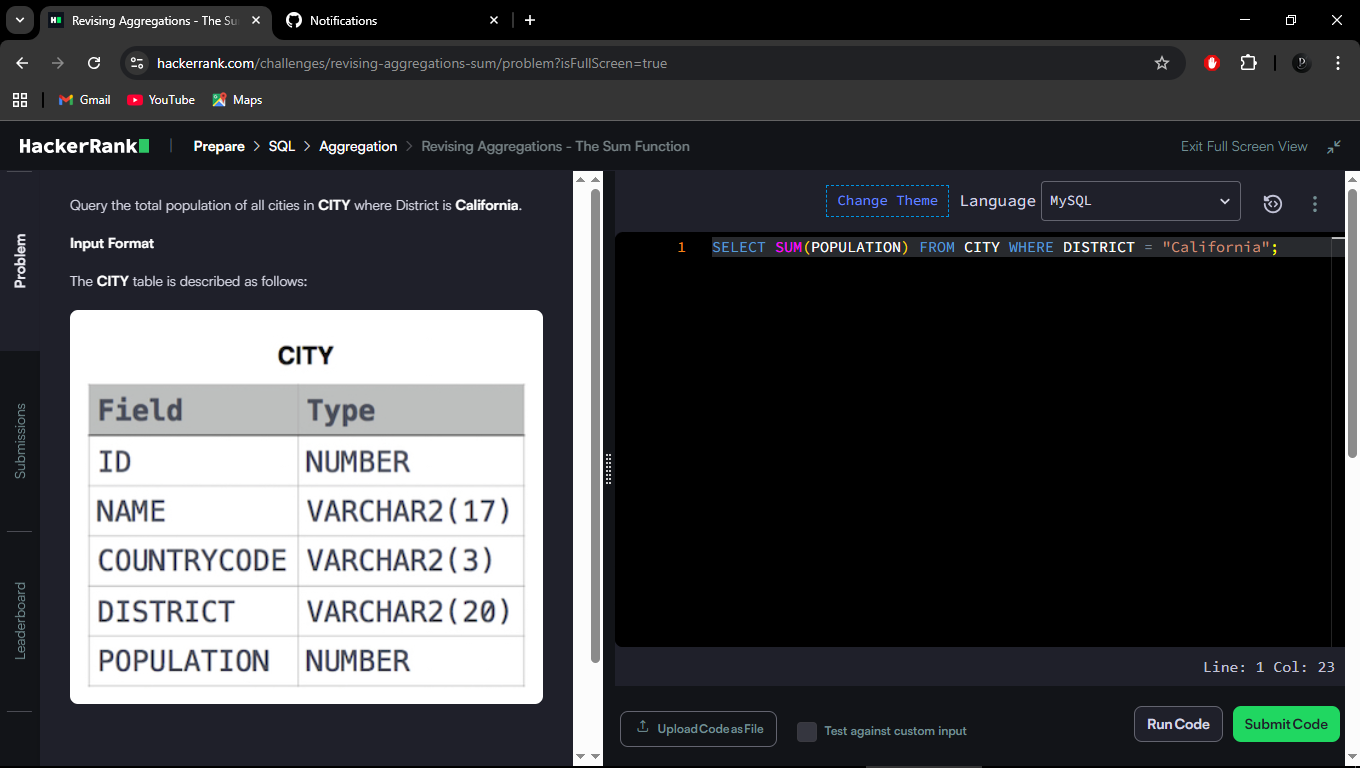 Revising Aggregations - The Su
Notifications
hackerrank.com/challenges/revising-aggregations-sum/problem?isFullScreen=true
Gmail
YouTube
Maps
HackerRank
Prepare > SQL > Aggregation > Revising Aggregations - The Sum Function
Exit Full Screen View
Problem
Submissions
Leaderboard
Query the total population of all cities in CITY where District is California.
Input Format
The CITY table is described as follows:
CITY
Field Type
ID NUMBER
NAME VARCHAR2(17)
COUNTRYCODE VARCHAR2(3)
DISTRICT VARCHAR2(20)
POPULATION NUMBER
Change Theme Language MySQL
1 SELECT SUM(POPULATION) FROM CITY WHERE DISTRICT = "California";
Line: 1 Col: 23
Upload Code as File
Test against custom input
Run Code
Submit Code